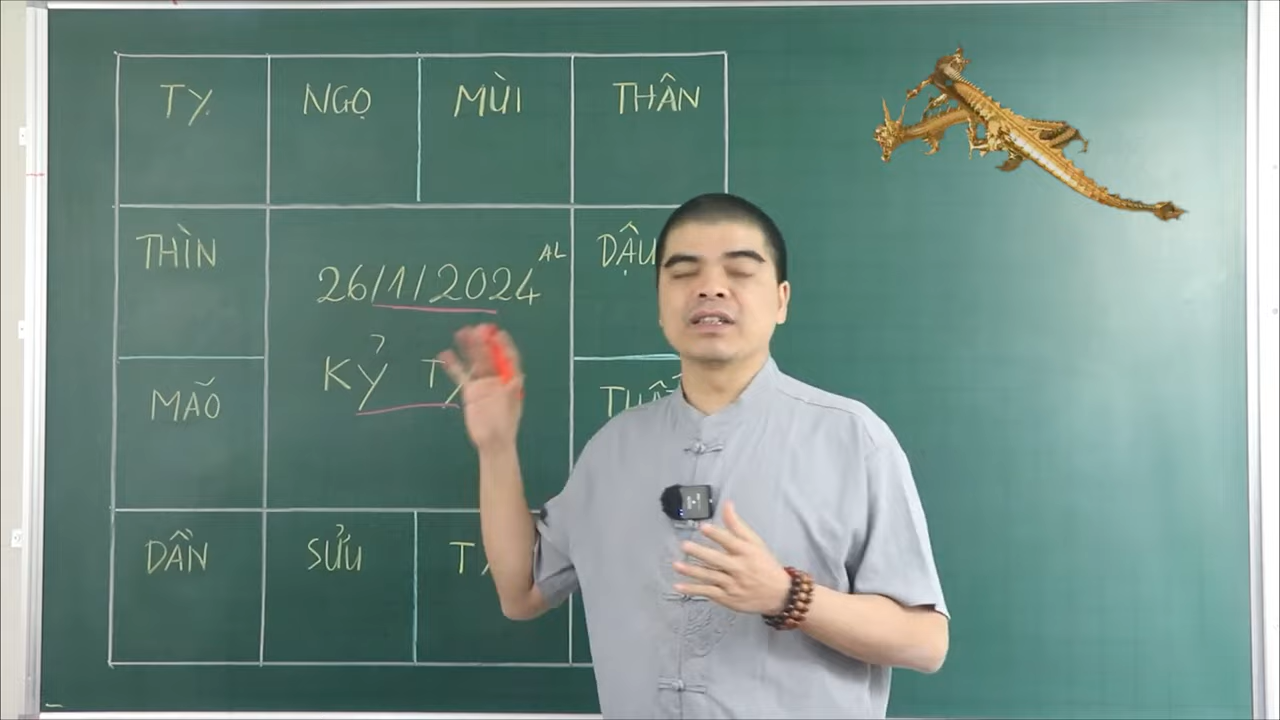 TỴ NGỌ MÙI THÂN
THÌN DẬU
26/1/2024 AL
KỶ
MÃO
DẦN SỬU